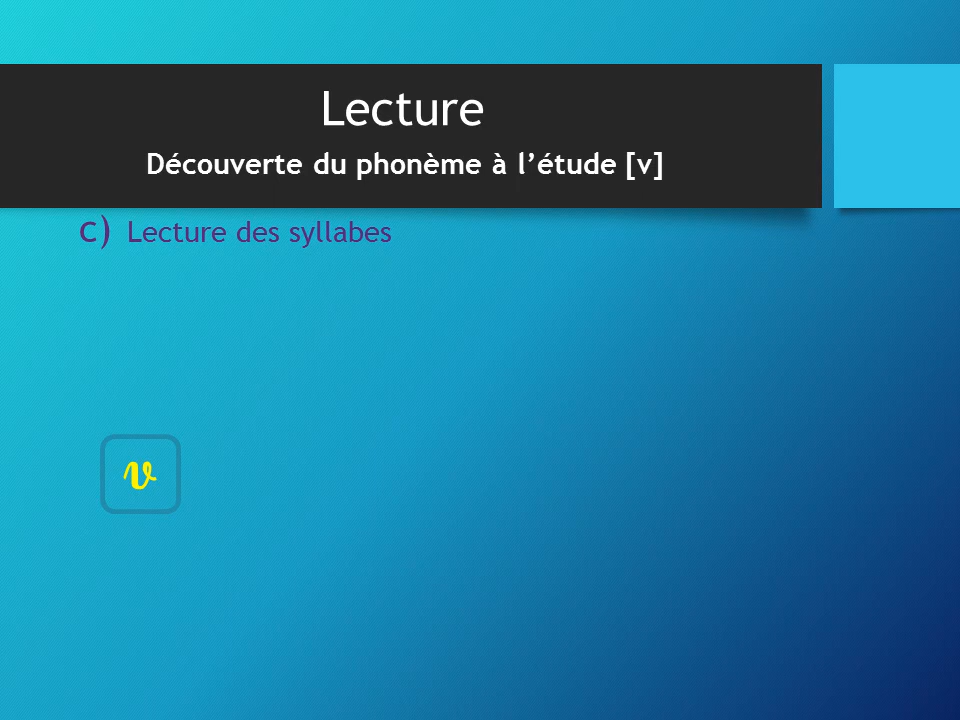 Lecture
Découverte du phonème à l’étude [v]
c) Lecture des syllabes
v